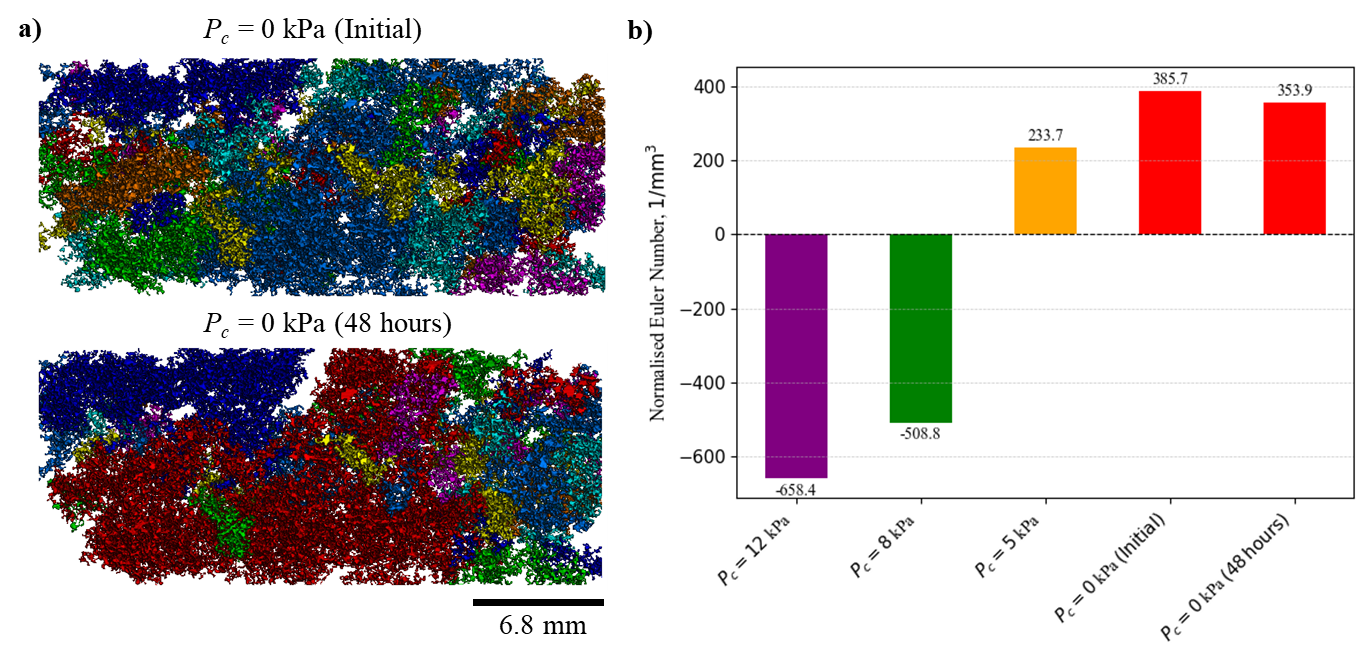 a)
P_c = 0 kPa (Initial)
P_c = 0 kPa (48 hours)
6.8 mm
b)
Normalised Euler Number, 1/mm³
400
200
0
−200
−400
−600
-658.4
-508.8
233.7
385.7
353.9
P_c = 12 kPa
P_c = 8 kPa
P_c = 5 kPa
P_c = 0 kPa (Initial)
P_c = 0 kPa (48 hours)